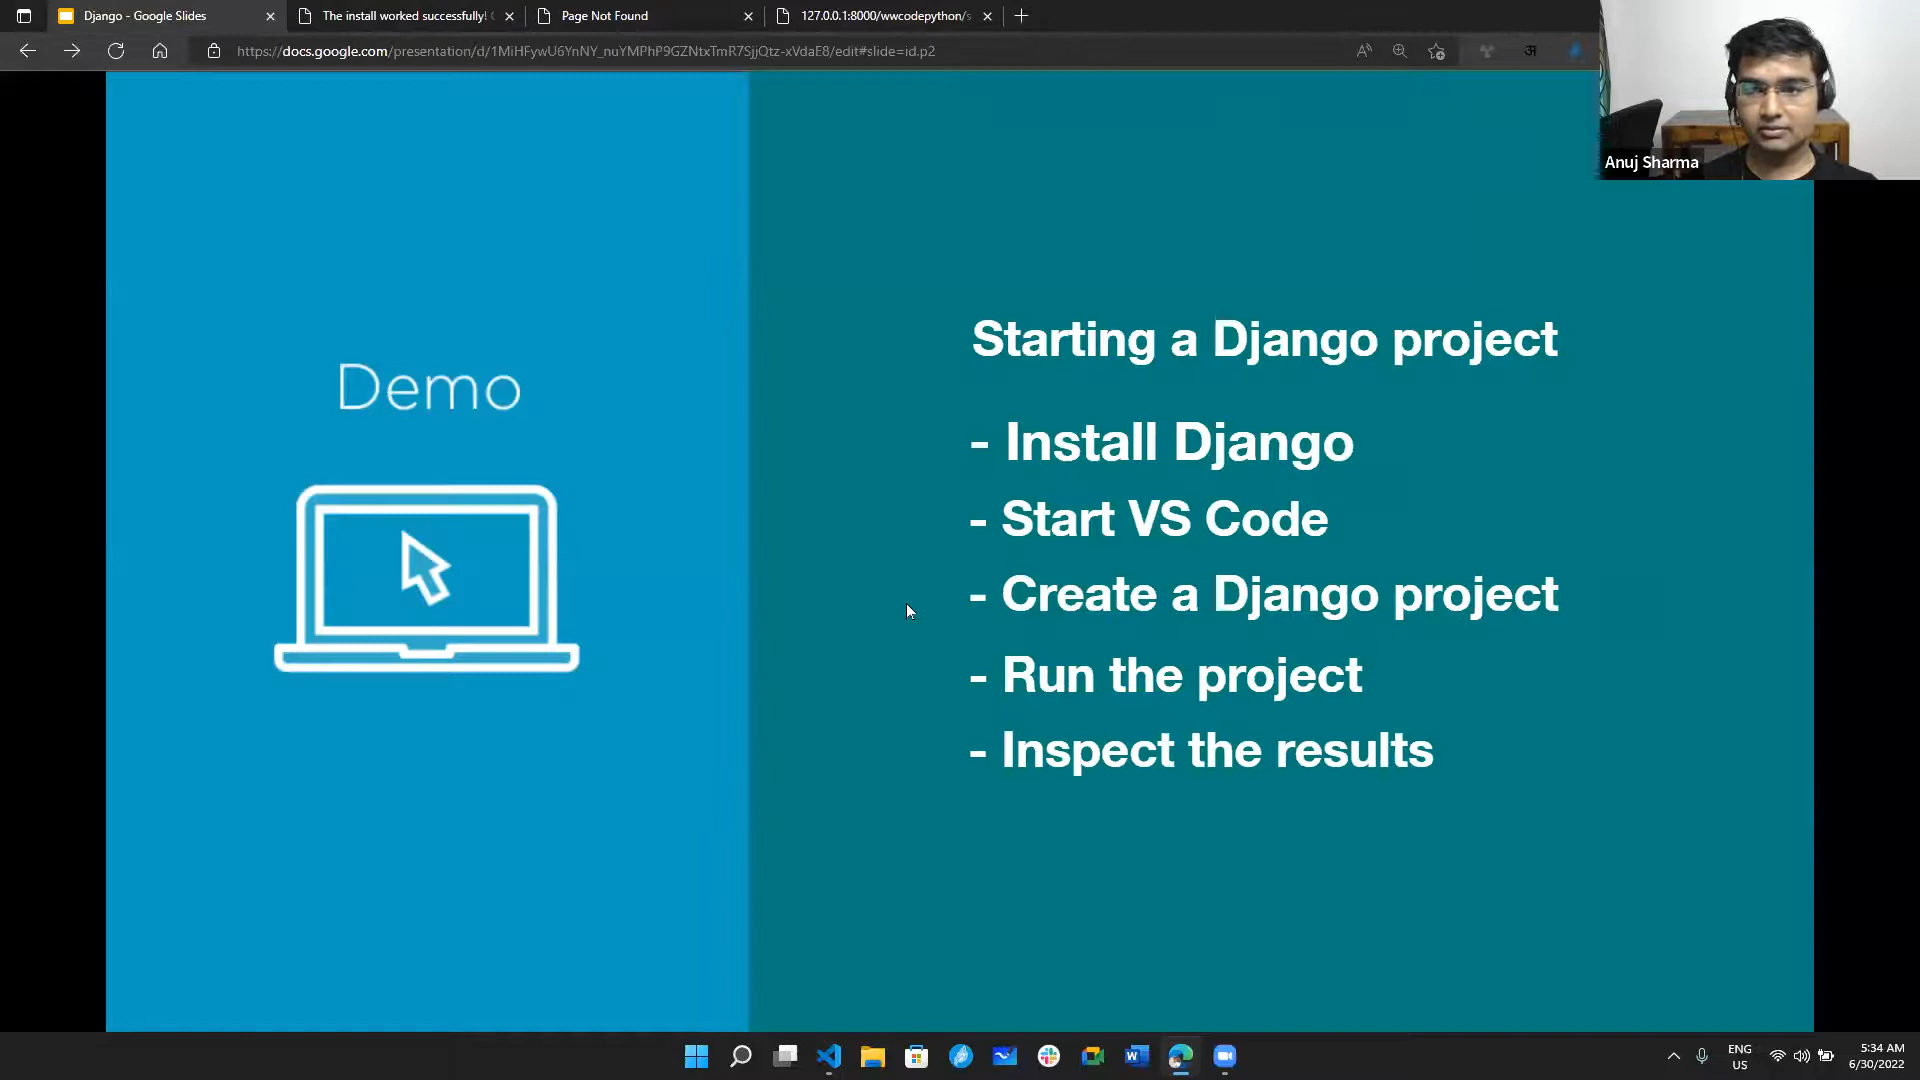 Django - Google Slides
The install worked successfully!
Page Not Found
127.0.0.1:8000/wwcodepython/s
https://docs.google.com/presentation/d/1MiHFywU6YnNY_nuYMPhP9GZNtxTmR7SjjQtz-xVdaE8/edit#slide=id.p2
अ
Anuj Sharma
Demo
Starting a Django project
- Install Django
- Start VS Code
- Create a Django project
- Run the project
- Inspect the results
ENG
US
5:34 AM
6/30/2022